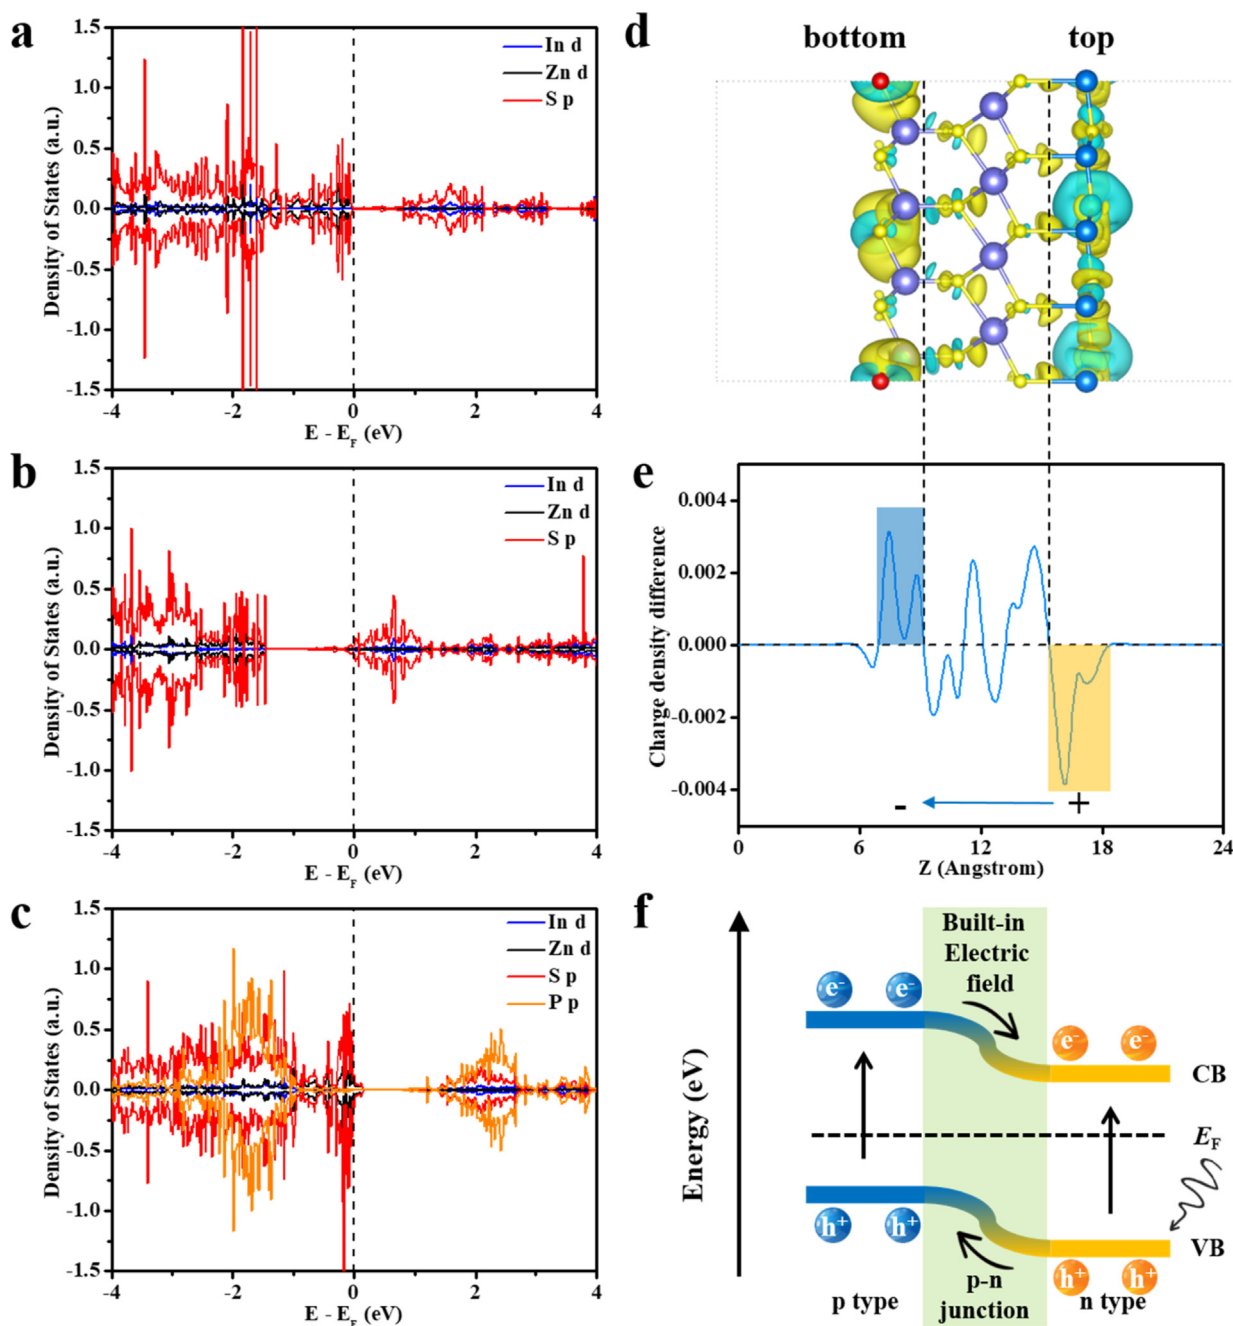 a
1.5
1.0
0.5
0.0
-0.5
-1.0
-1.5
Density of States (a.u.)
In d
Zn d
S p
-4
-2
0
2
4
E - E_F (eV)
b
1.5
1.0
0.5
0.0
-0.5
-1.0
-1.5
Density of States (a.u.)
In d
Zn d
S p
-4
-2
0
2
4
E - E_F (eV)
c
1.5
1.0
0.5
0.0
-0.5
-1.0
-1.5
Density of States (a.u.)
In d
Zn d
S p
P p
-4
-2
0
2
4
E - E_F (eV)
d
bottom
top
e
0.004
0.002
0.000
-0.002
-0.004
Charge density difference
-
+
0
6
12
18
24
Z (Angstrom)
f
Energy (eV)
Built-in
Electric
field
e-
e-
e-
e-
CB
E_F
h+
h+
h+
h+
VB
p type
p-n
junction
n type